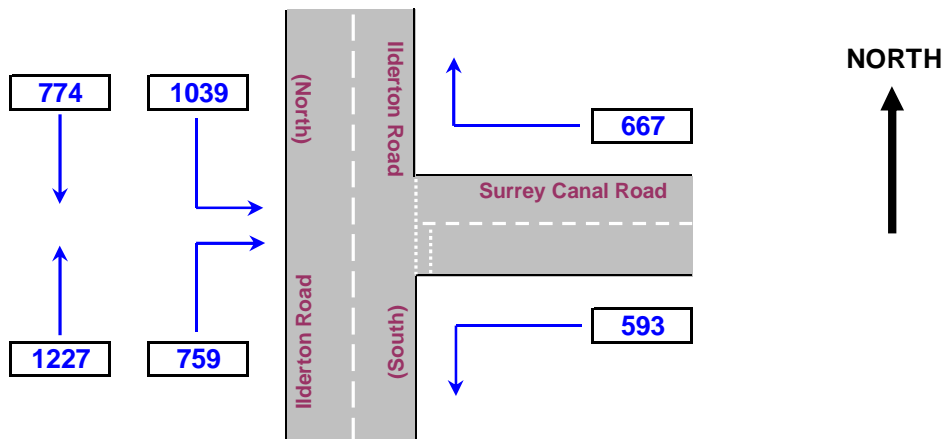 774
1039
(North)
Ilderton Road
667
NORTH
Surrey Canal Road
Ilderton Road
(South)
593
1227
759